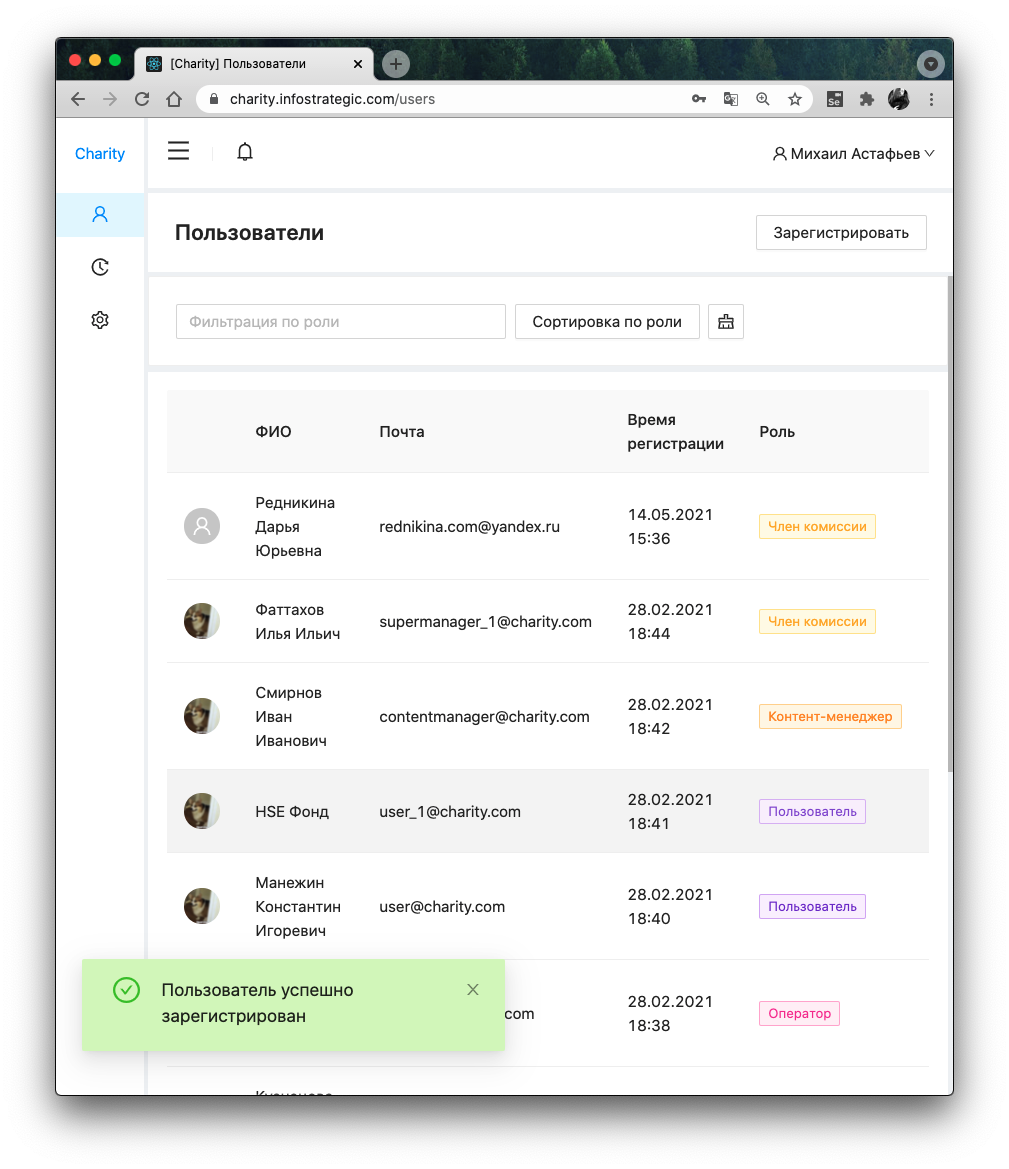 [Charity] Пользователи
charity.infostrategic.com/users
Se
Charity
Михаил Астафьев
Пользователи
Зарегистрировать
Фильтрация по роли
Сортировка по роли
ФИО
Почта
Время
регистрации
Роль
Редникина
Дарья
Юрьевна
rednikina.com@yandex.ru
14.05.2021
15:36
Член комиссии
Фаттахов
Илья Ильич
supermanager_1@charity.com
28.02.2021
18:44
Член комиссии
Смирнов
Иван
Иванович
contentmanager@charity.com
28.02.2021
18:42
Контент-менеджер
HSE Фонд
user_1@charity.com
28.02.2021
18:41
Пользователь
Манежин
Константин
Игоревич
user@charity.com
28.02.2021
18:40
Пользователь
Пользователь успешно
зарегистрирован
com
28.02.2021
18:38
Оператор